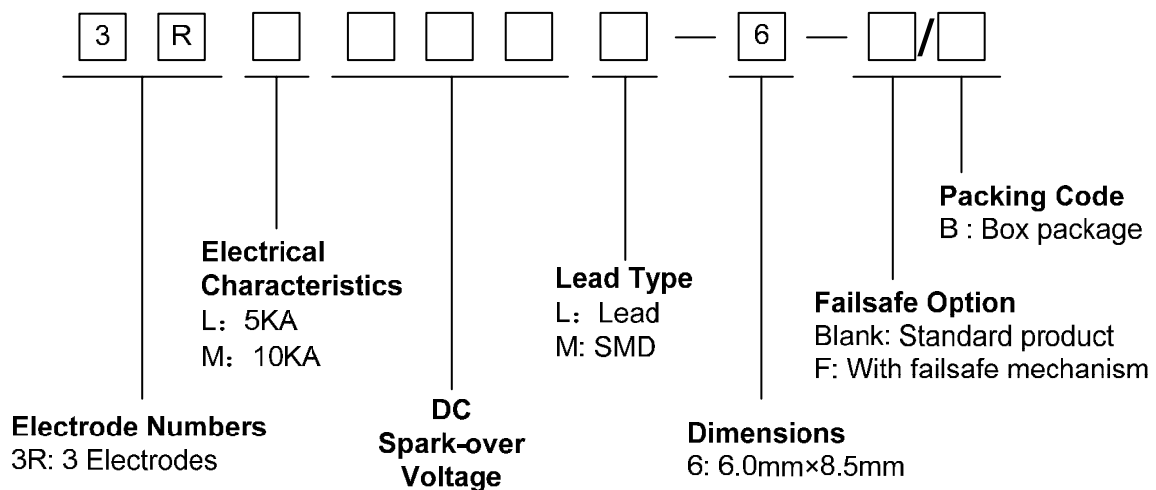 3 R — 6 — /
Packing Code
B : Box package
Electrical
Characteristics
L：5KA
M：10KA
Lead Type
L：Lead
M: SMD
Failsafe Option
Blank: Standard product
F: With failsafe mechanism
Electrode Numbers
3R: 3 Electrodes
DC
Spark-over
Voltage
Dimensions
6: 6.0mm×8.5mm